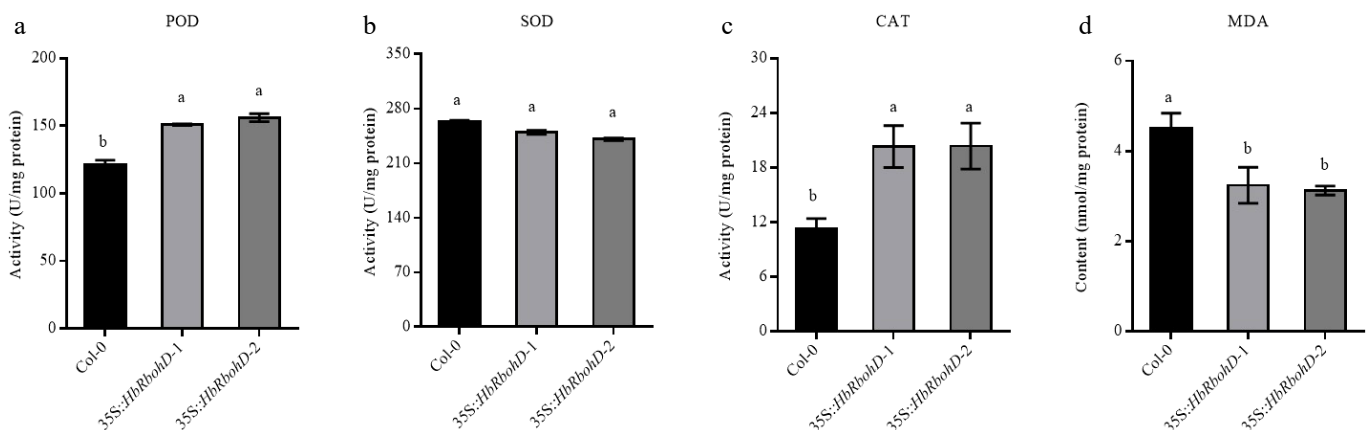 a
POD
Activity (U/mg protein)
200
150
100
50
0
b
a
a
Col-0
35S::HbRbohD-1
35S::HbRbohD-2
b
SOD
Activity (U/mg protein)
350
280
210
140
70
0
a
a
a
Col-0
35S::HbRbohD-1
35S::HbRbohD-2
c
CAT
Activity (U/mg protein)
30
24
18
12
6
0
b
a
a
Col-0
35S::HbRbohD-1
35S::HbRbohD-2
d
MDA
Content (nmol/mg protein)
6
4
2
0
a
b
b
Col-0
35S::HbRbohD-1
35S::HbRbohD-2